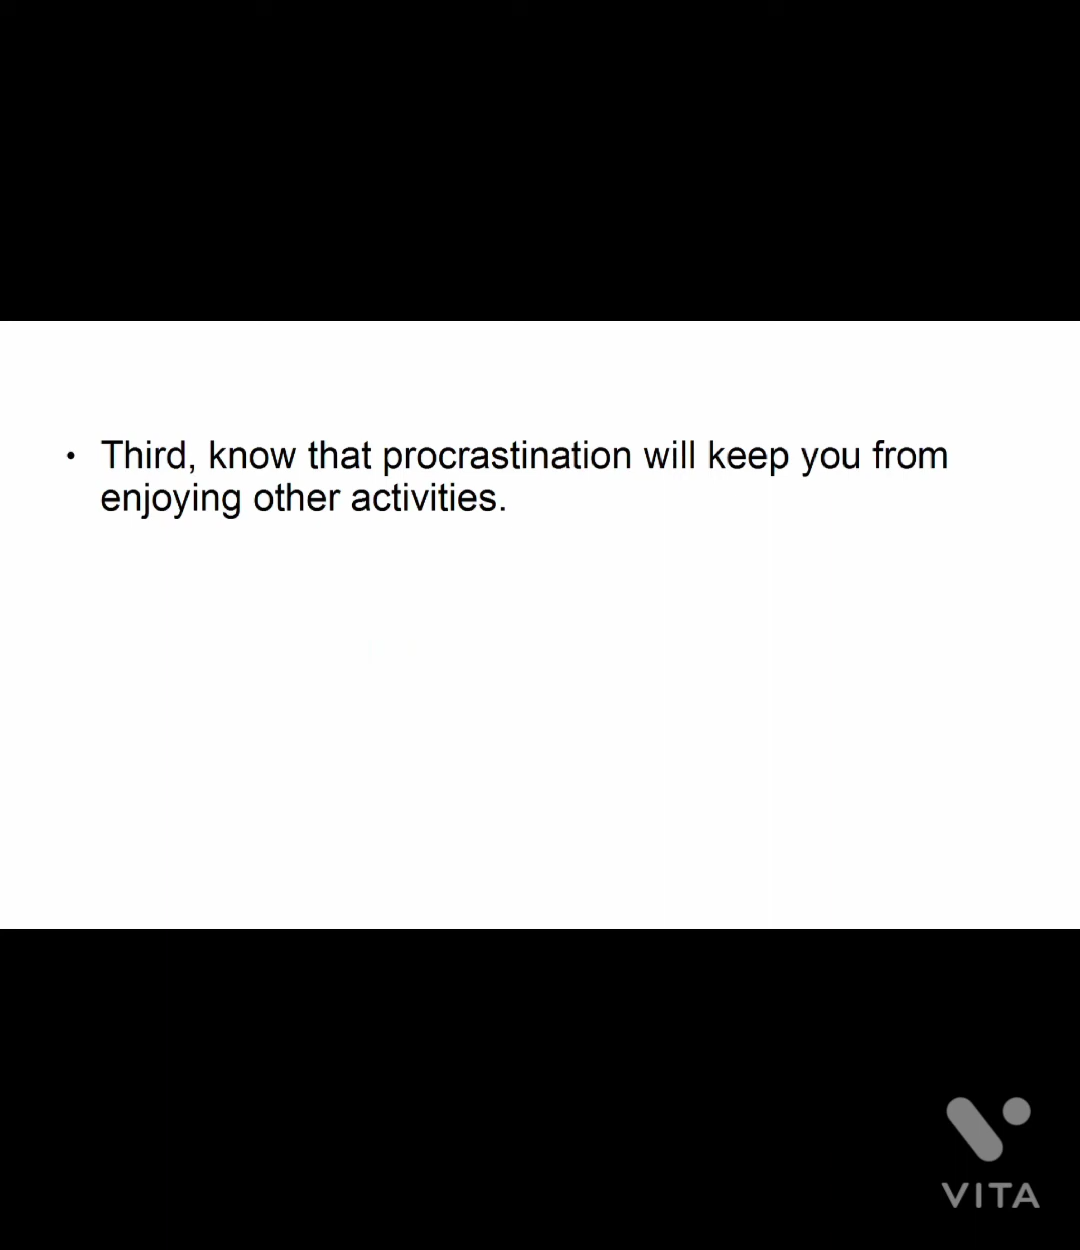 • Third, know that procrastination will keep you from
enjoying other activities.
VITA